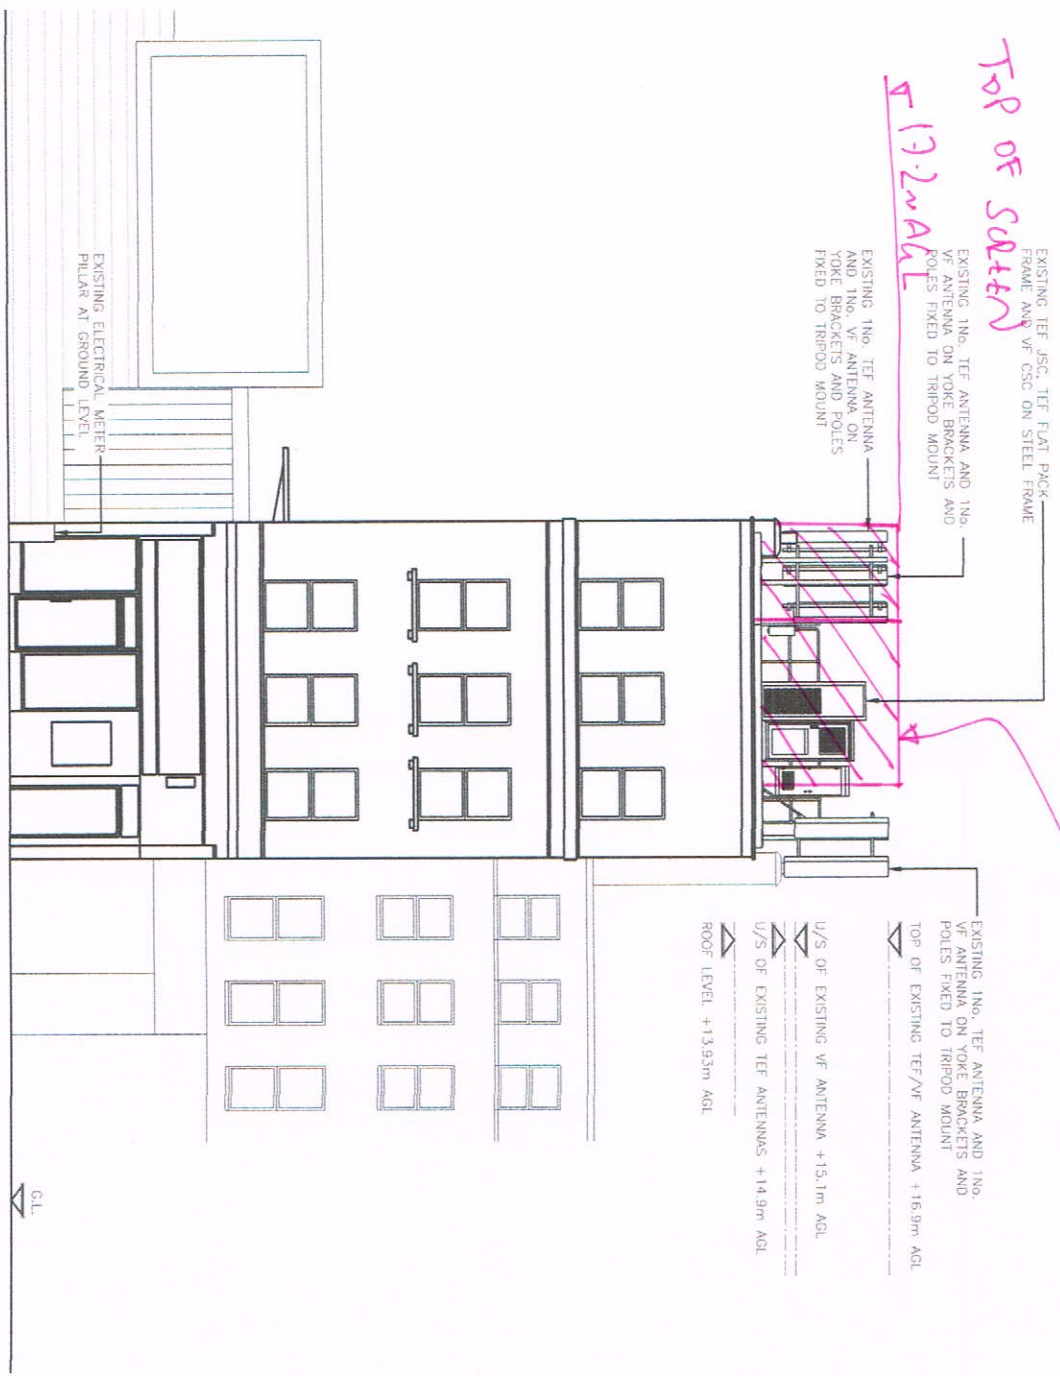 TOP OF SCREEN
17.2m AGL
EXISTING TEF JSC, TEF FLAT PACK
FRAME AND VF CSC ON STEEL FRAME
EXISTING 1No. TEF ANTENNA AND 1No.
VF ANTENNA ON YOKE BRACKETS AND
POLES FIXED TO TRIPOD MOUNT
EXISTING 1No. TEF ANTENNA
AND 1No. VF ANTENNA ON
YOKE BRACKETS AND POLES
FIXED TO TRIPOD MOUNT
EXISTING ELECTRICAL METER
PILLAR AT GROUND LEVEL
EXISTING 1No. TEF ANTENNA AND 1No.
VF ANTENNA ON YOKE BRACKETS AND
POLES FIXED TO TRIPOD MOUNT
TOP OF EXISTING TEF/VF ANTENNA +16.9m AGL
U/S OF EXISTING VF ANTENNA +15.1m AGL
U/S OF EXISTING TEF ANTENNAS +14.9m AGL
ROOF LEVEL +13.93m AGL
G.L.